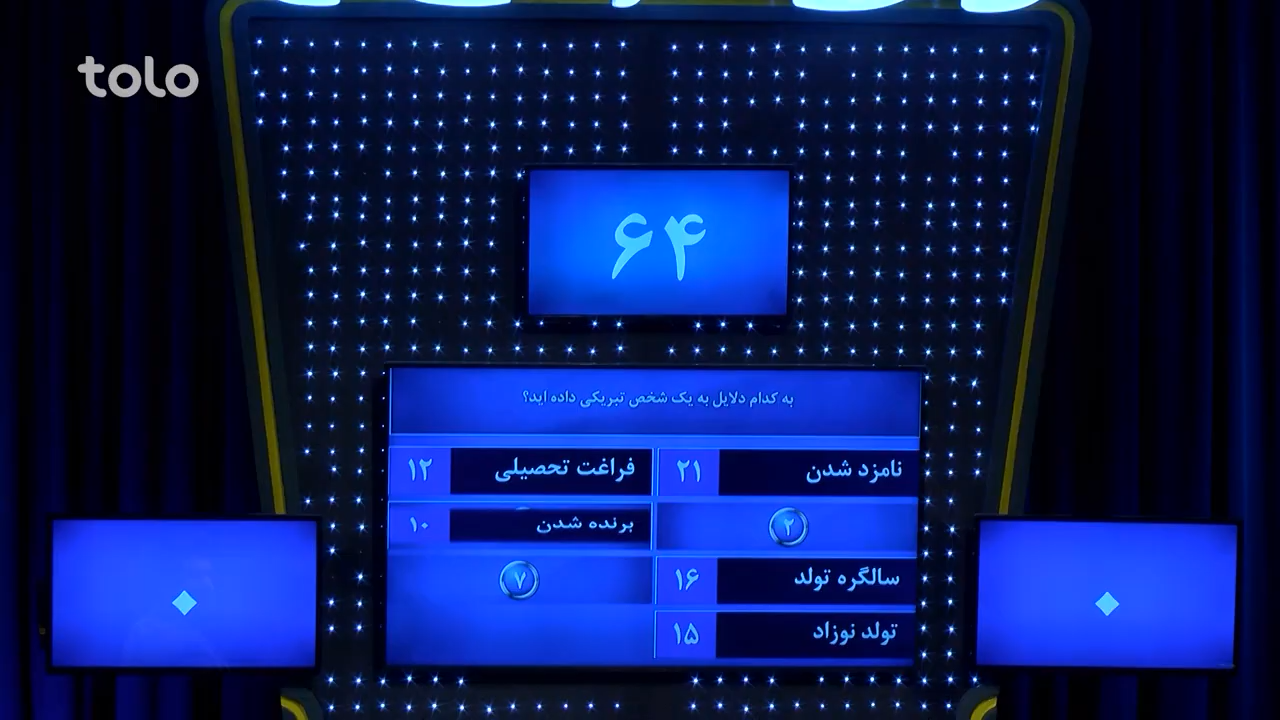 tolo
۶۴
به کدام دلایل به یک شخص تبریکی داده اید؟
نامزد شدن ۲۱
۲
سالگره تولد ۱۶
تولد نوزاد ۱۵
فراغت تحصیلی ۱۲
برنده شدن ۱۰
۷